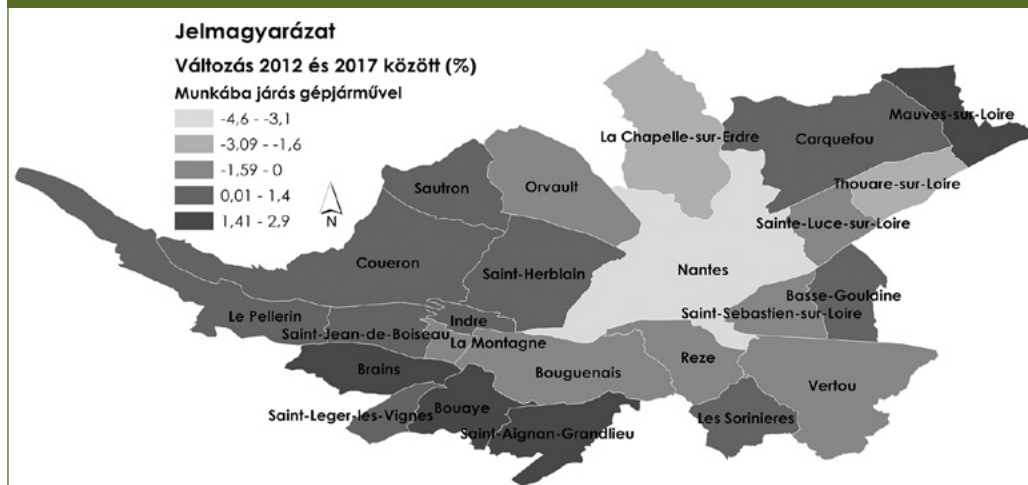 Jelmagyarázat
Változás 2012 és 2017 között (%)
Munkába járás gépjárművel
-4,6 - -3,1
-3.09 - -1,6
-1,59 - 0
0,01 - 1,4
1,41 - 2,9
N
La Chapelle-sur-Erdre
Mauves-sur-Loire
Carquefou
Sautron
Orvault
Thouare-sur-Loire
Sainte-Luce-sur-Loire
Coueron
Saint-Herblain
Nantes
Basse-Goulaine
Saint-Sebastien-sur-Loire
Le Pellerin
Indre
Saint-Jean-de-Boiseau
La Montagne
Reze
Brains
Bouguenais
Vertou
Saint-Leger-les-Vignes
Bouaye
Les Sorinieres
Saint-Aignan-Grandlieu